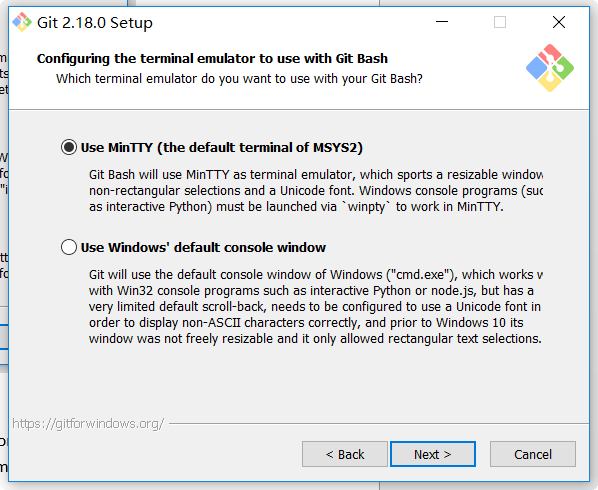 Git 2.18.0 Setup
Configuring the terminal emulator to use with Git Bash
Which terminal emulator do you want to use with your Git Bash?
Use MinTTY (the default terminal of MSYS2)
Git Bash will use MinTTY as terminal emulator, which sports a resizable window
non-rectangular selections and a Unicode font. Windows console programs (suc
as interactive Python) must be launched via `winpty` to work in MinTTY.
Use Windows' default console window
Git will use the default console window of Windows ("cmd.exe"), which works w
with Win32 console programs such as interactive Python or node.js, but has a
very limited default scroll-back, needs to be configured to use a Unicode font in
order to display non-ASCII characters correctly, and prior to Windows 10 its
window was not freely resizable and it only allowed rectangular text selections.
https://gitforwindows.org/
< Back
Next >
Cancel